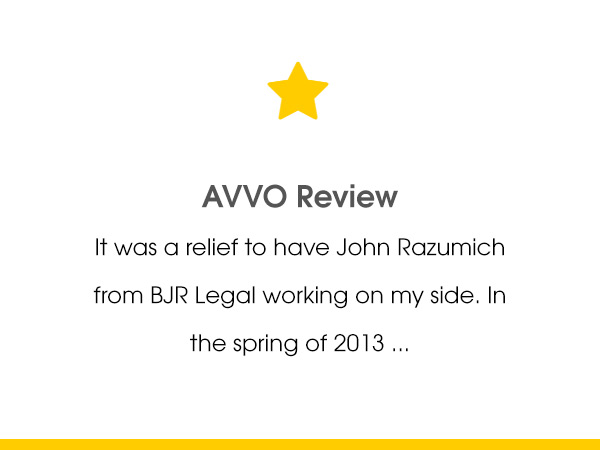 AVVO Review
It was a relief to have John Razumich
from BJR Legal working on my side. In
the spring of 2013 ...